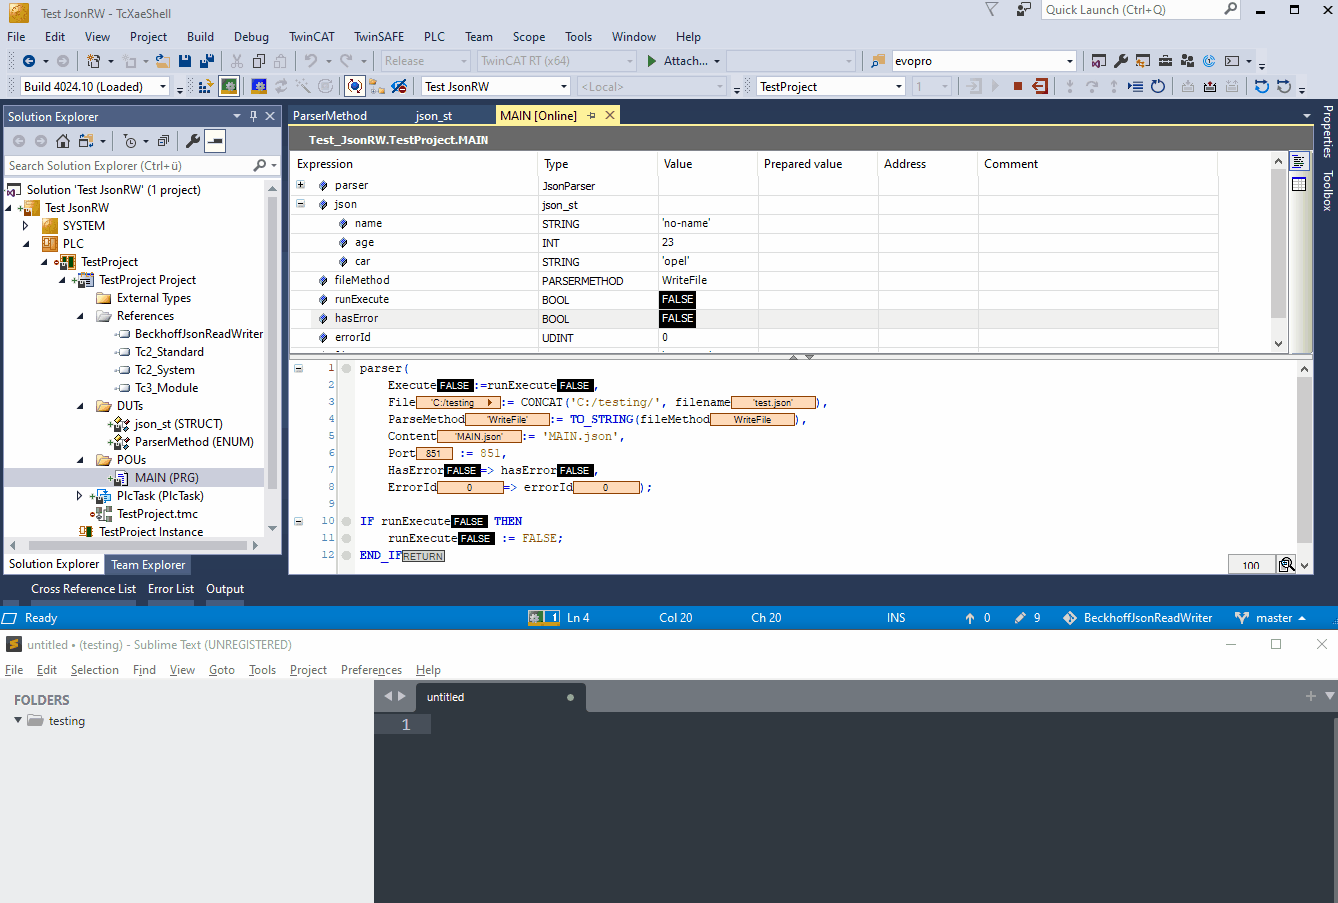 Test JsonRW - TcXaeShell
Quick Launch (Ctrl+Q)
File Edit View Project Build Debug TwinCAT TwinSAFE PLC Team Scope Tools Window Help
Release TwinCAT RT (x64) Attach... evopro
Build 4024.10 (Loaded) Test JsonRW <Local> TestProject 1
Solution Explorer
Search Solution Explorer (Ctrl+ü)
Solution 'Test JsonRW' (1 project)
Test JsonRW
SYSTEM
PLC
TestProject
TestProject Project
External Types
References
BeckhoffJsonReadWriter
Tc2_Standard
Tc2_System
Tc3_Module
DUTs
json_st (STRUCT)
ParserMethod (ENUM)
POUs
MAIN (PRG)
PlcTask (PlcTask)
TestProject.tmc
TestProject Instance
Solution Explorer Team Explorer
ParserMethod json_st MAIN [Online]
Test_JsonRW.TestProject.MAIN
Expression Type Value Prepared value Address Comment
parser JsonParser
json json_st
name STRING 'no-name'
age INT 23
car STRING 'opel'
fileMethod PARSERMETHOD WriteFile
runExecute BOOL FALSE
hasError BOOL FALSE
errorId UDINT 0
1 parser(
2 Execute FALSE :=runExecute FALSE ,
3 File 'C:/testing := CONCAT('C:/testing/', filename 'test.json' ),
4 ParseMethod 'WriteFile' := TO_STRING(fileMethod WriteFile ),
5 Content 'MAIN.json' := 'MAIN.json',
6 Port 851 := 851,
7 HasError FALSE => hasError FALSE ,
8 ErrorId 0 => errorId 0 );
9
10 IF runExecute FALSE THEN
11 runExecute FALSE := FALSE;
12 END_IF RETURN
100
Properties
Toolbox
Cross Reference List Error List Output
Ready 1 Ln 4 Col 20 Ch 20 INS 0 9 BeckhoffJsonReadWriter master
untitled • (testing) - Sublime Text (UNREGISTERED)
File Edit Selection Find View Goto Tools Project Preferences Help
FOLDERS
testing
untitled
1